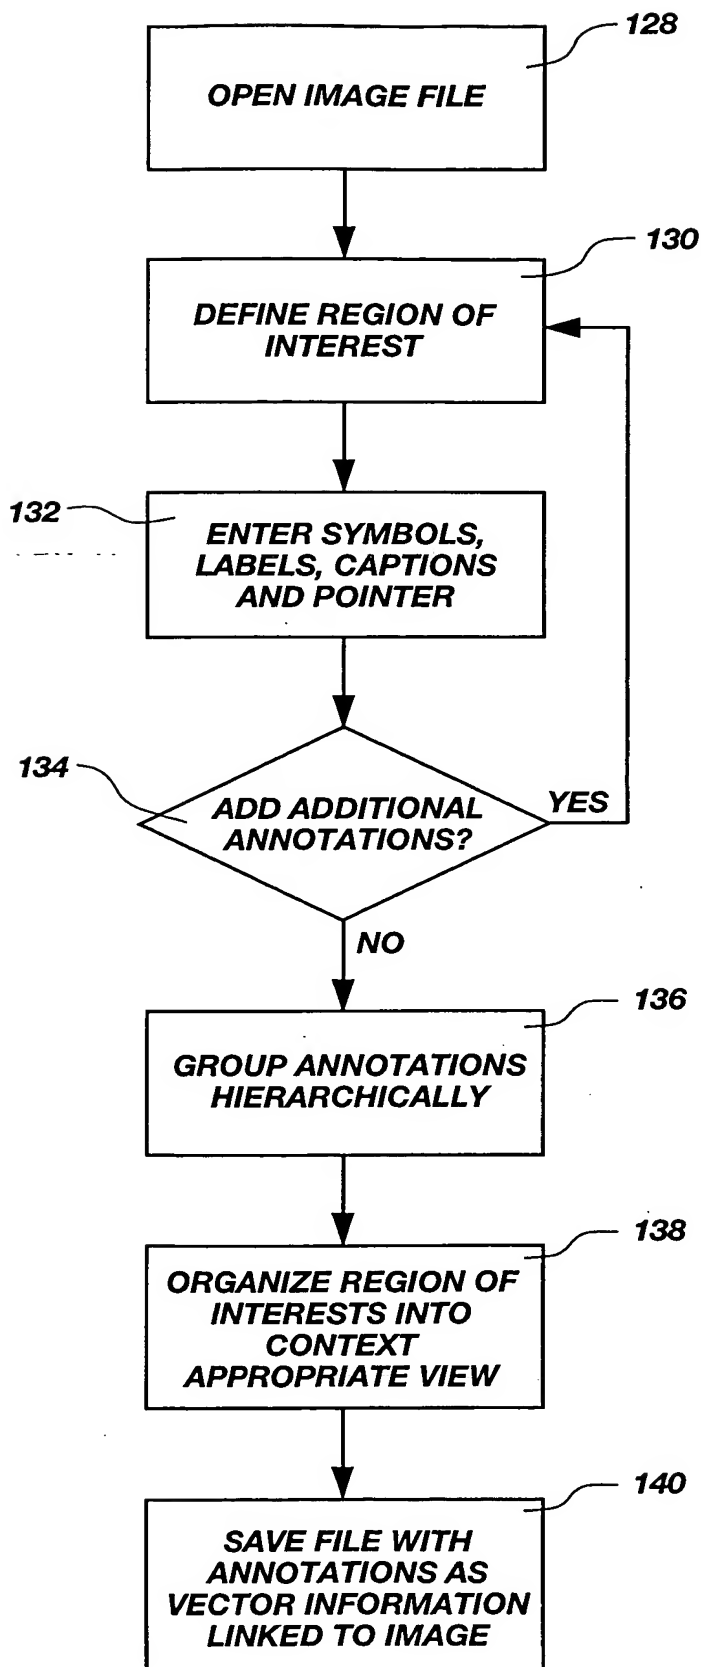 128
OPEN IMAGE FILE
130
DEFINE REGION OF
INTEREST
132
ENTER SYMBOLS,
LABELS, CAPTIONS
AND POINTER
134
ADD ADDITIONAL
ANNOTATIONS?
YES
NO
136
GROUP ANNOTATIONS
HIERARCHICALLY
138
ORGANIZE REGION OF
INTERESTS INTO
CONTEXT
APPROPRIATE VIEW
140
SAVE FILE WITH
ANNOTATIONS AS
VECTOR INFORMATION
LINKED TO IMAGE